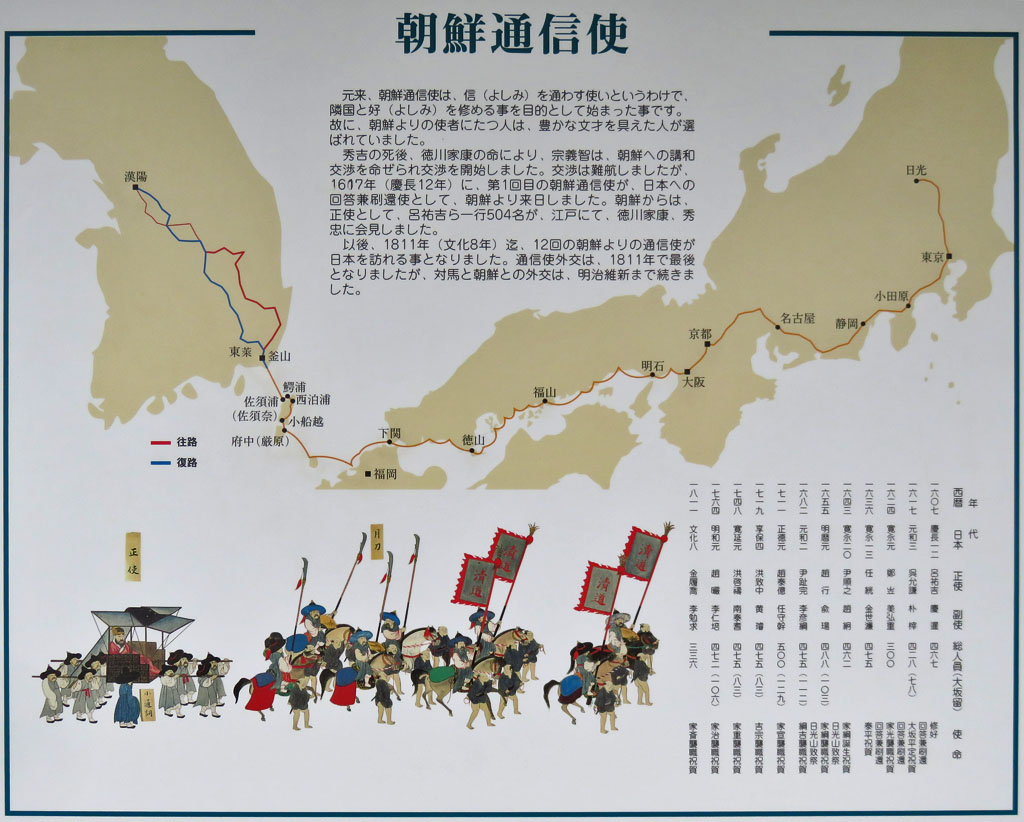 朝鮮通信使
元来、朝鮮通信使は、信（よしみ）を通わす使いというわけで、
隣国と好（よしみ）を修める事を目的として始まった事です。
故に、朝鮮よりの使者にたつ人は、豊かな文才を具えた人が選
ばれていました。
秀吉の死後、徳川家康の命により、宗義智は、朝鮮への講和
交渉を命ぜられ交渉を開始しました。交渉は難航しましたが、
1617年（慶長12年）に、第1回目の朝鮮通信使が、日本への
回答兼刷還使として、朝鮮より来日しました。朝鮮からは、
正使として、呂祐吉ら一行504名が、江戸にて、徳川家康、秀
忠に会見しました。
以後、1811年（文化8年）迄、12回の朝鮮よりの通信使が
日本を訪れる事となりました。通信使外交は、1811年で最後
となりましたが、対馬と朝鮮との外交は、明治維新まで続きま
した。
漢陽
東莱
釜山
鰐浦
佐須浦
西泊浦
(佐須奈)
小船越
府中(厳原)
下関
福岡
徳山
福山
明石
大阪
京都
名古屋
静岡
小田原
東京
日光
往路
復路
年代
西暦 日本 正使 副使 総人員(大坂留) 使命
一六〇七 慶長一二 呂祐吉 慶暹 四六七 修好 回答兼刷還
一六一七 元和三 呉允謙 朴梓 四二八(七八) 大坂平定祝賀 回答兼刷還
一六二四 寛永元 鄭岦 姜弘重 三〇〇 家光襲職祝賀 回答兼刷還
一六三六 寛永一三 任絖 金世濂 四七五 泰平祝賀
一六四三 寛永二〇 尹順之 趙絅 四六二 家綱誕生祝賀 日光山致祭
一六五五 明暦元 趙珩 兪瑒 四八八(一〇三) 家綱襲職祝賀 日光山致祭
一六八二 天和二 尹趾完 李彦綱 四七五(一一二) 綱吉襲職祝賀
一七一一 正徳元 趙泰億 任守幹 五〇〇(一二九) 家宣襲職祝賀
一七一九 享保四 洪致中 黄璿 四七五(八三) 吉宗襲職祝賀
一七四八 寛延元 洪啓禧 南泰耆 四七五(八三) 家重襲職祝賀
一七六四 明和元 趙曮 李仁培 四七二(一〇六) 家治襲職祝賀
一八一一 文化八 金履喬 李勉求 三三六 家斎襲職祝賀
正使
小通詞
月刀
清道
清道
清道
清道